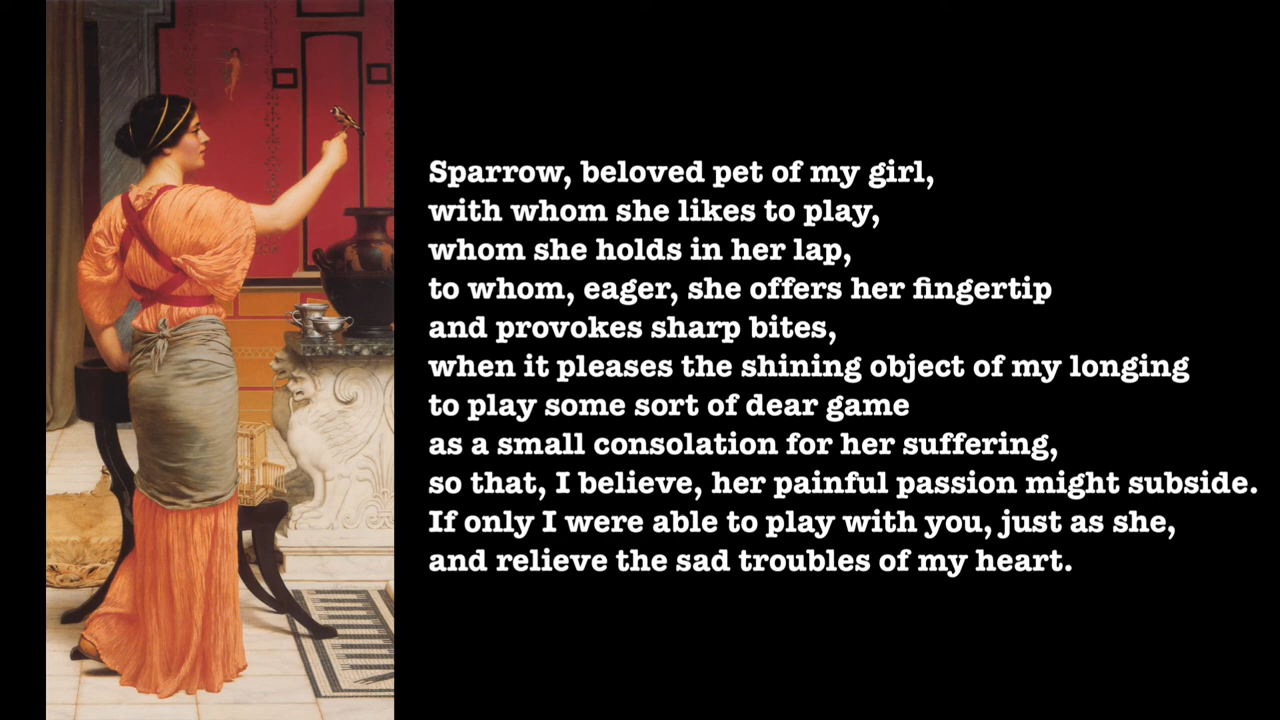 Sparrow, beloved pet of my girl,
with whom she likes to play,
whom she holds in her lap,
to whom, eager, she offers her fingertip
and provokes sharp bites,
when it pleases the shining object of my longing
to play some sort of dear game
as a small consolation for her suffering,
so that, I believe, her painful passion might subside.
If only I were able to play with you, just as she,
and relieve the sad troubles of my heart.